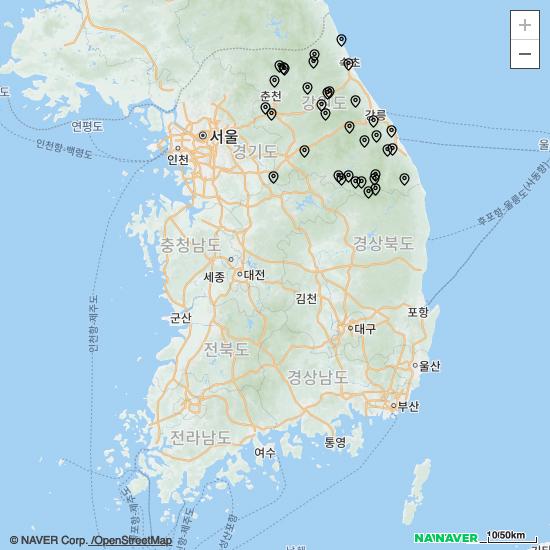 +
−
속초
춘천
강원도
강릉
연평도
서울
인천항-백령도
인천
경기도
울
후포항-울릉도(사동항)
충청남도
경상북도
세종
대전
인천항-제주도
김천
포항
군산
대구
전라북도
울산
경상남도
부산
전라남도
여수
통영
© NAVER Corp. /OpenStreetMap
NAVER
10/50km